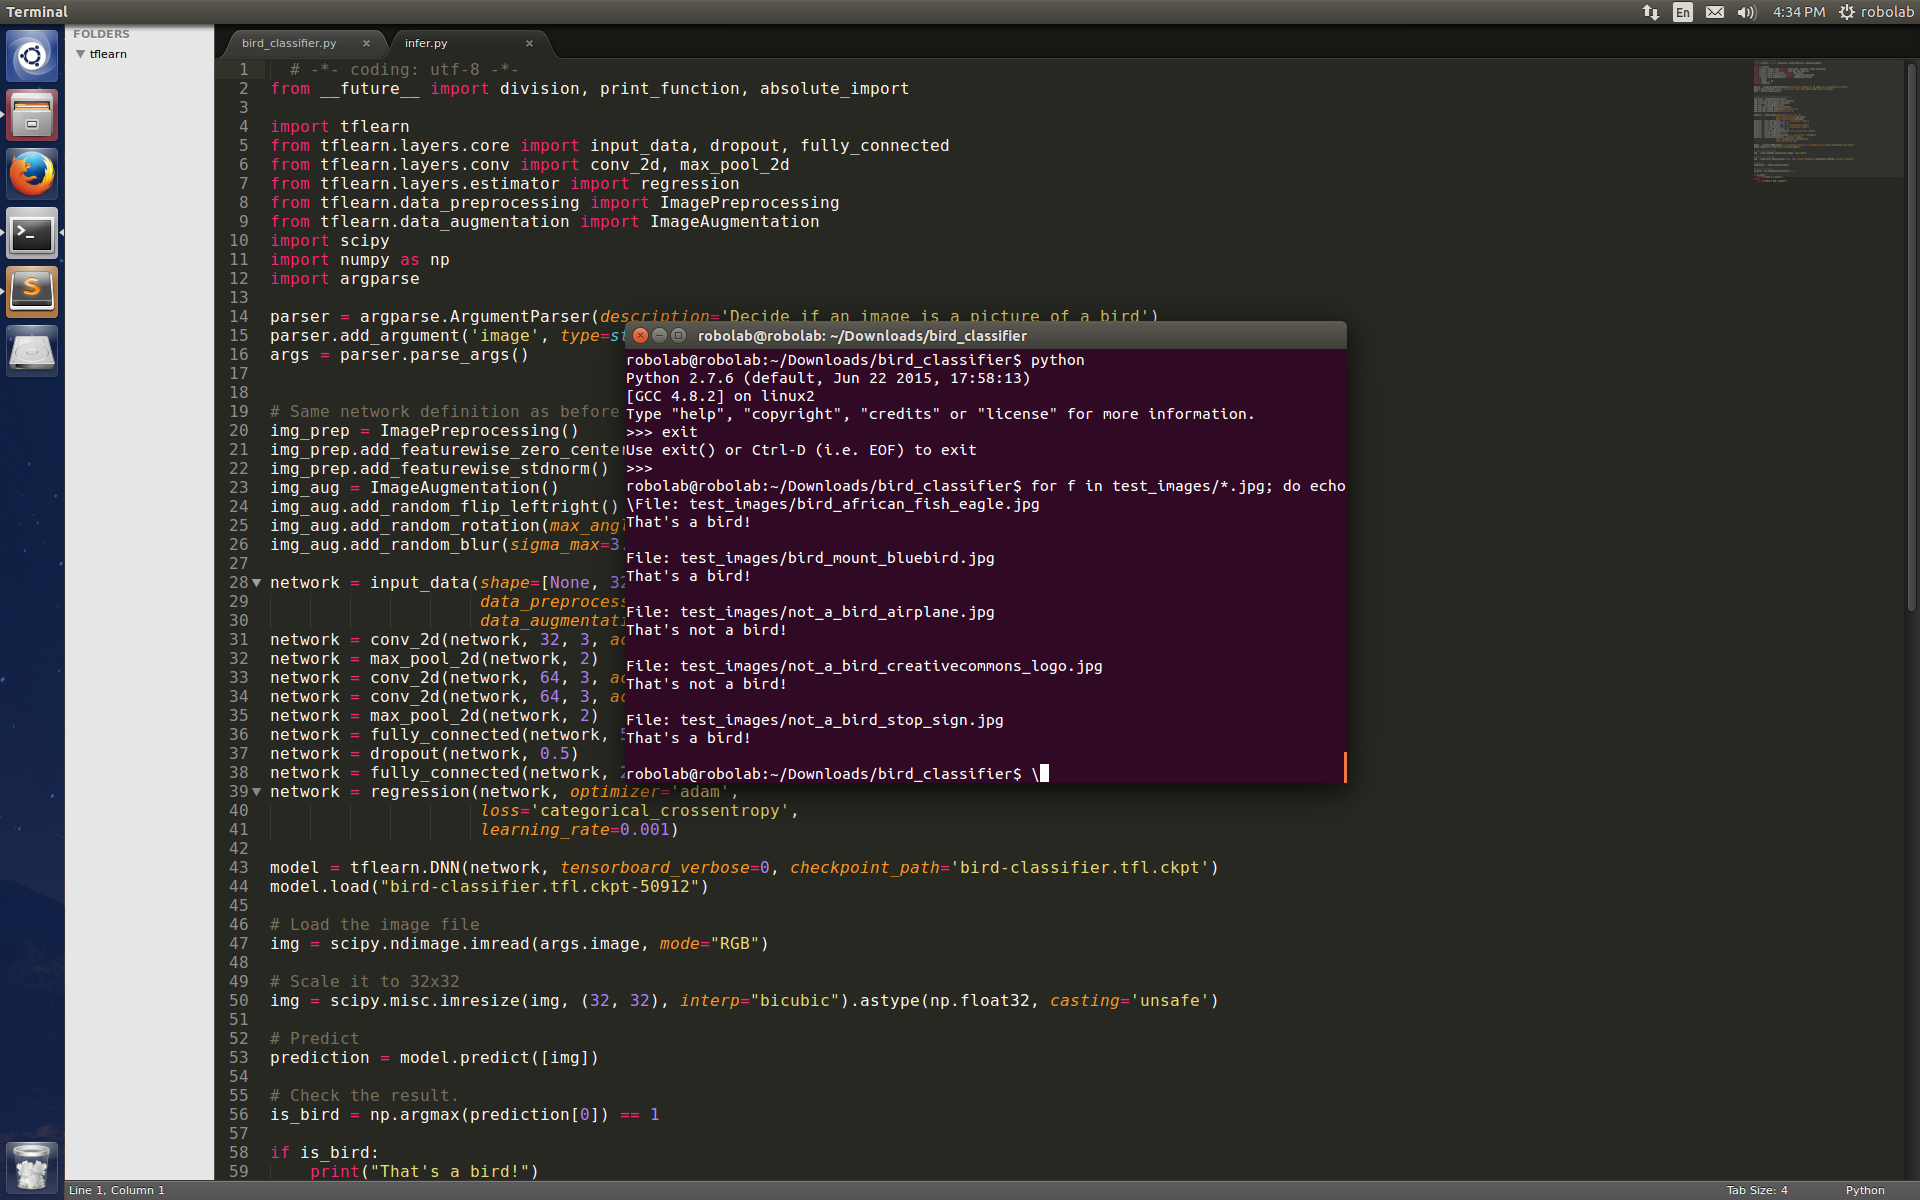 Terminal
En
4:34 PM
robolab
FOLDERS
tflearn
bird_classifier.py
infer.py
1 # -*- coding: utf-8 -*-
2 from __future__ import division, print_function, absolute_import
3
4 import tflearn
5 from tflearn.layers.core import input_data, dropout, fully_connected
6 from tflearn.layers.conv import conv_2d, max_pool_2d
7 from tflearn.layers.estimator import regression
8 from tflearn.data_preprocessing import ImagePreprocessing
9 from tflearn.data_augmentation import ImageAugmentation
10 import scipy
11 import numpy as np
12 import argparse
13
14 parser = argparse.ArgumentParser(description='Decide if an image is a picture of a bird')
15 parser.add_argument('image', type=st
16 args = parser.parse_args()
17
18
19 # Same network definition as before
20 img_prep = ImagePreprocessing()
21 img_prep.add_featurewise_zero_center
22 img_prep.add_featurewise_stdnorm()
23 img_aug = ImageAugmentation()
24 img_aug.add_random_flip_leftright()
25 img_aug.add_random_rotation(max_angl
26 img_aug.add_random_blur(sigma_max=3.
27
28 network = input_data(shape=[None, 32
29 data_preprocess
30 data_augmentati
31 network = conv_2d(network, 32, 3, ac
32 network = max_pool_2d(network, 2)
33 network = conv_2d(network, 64, 3, ac
34 network = conv_2d(network, 64, 3, ac
35 network = max_pool_2d(network, 2)
36 network = fully_connected(network, 5
37 network = dropout(network, 0.5)
38 network = fully_connected(network, 2
39 network = regression(network, optimizer='adam',
40 loss='categorical_crossentropy',
41 learning_rate=0.001)
42
43 model = tflearn.DNN(network, tensorboard_verbose=0, checkpoint_path='bird-classifier.tfl.ckpt')
44 model.load("bird-classifier.tfl.ckpt-50912")
45
46 # Load the image file
47 img = scipy.ndimage.imread(args.image, mode="RGB")
48
49 # Scale it to 32x32
50 img = scipy.misc.imresize(img, (32, 32), interp="bicubic").astype(np.float32, casting='unsafe')
51
52 # Predict
53 prediction = model.predict([img])
54
55 # Check the result.
56 is_bird = np.argmax(prediction[0]) == 1
57
58 if is_bird:
59 print("That's a bird!")
robolab@robolab: ~/Downloads/bird_classifier
robolab@robolab:~/Downloads/bird_classifier$ python
Python 2.7.6 (default, Jun 22 2015, 17:58:13)
[GCC 4.8.2] on linux2
Type "help", "copyright", "credits" or "license" for more information.
>>> exit
Use exit() or Ctrl-D (i.e. EOF) to exit
>>>
robolab@robolab:~/Downloads/bird_classifier$ for f in test_images/*.jpg; do echo
\File: test_images/bird_african_fish_eagle.jpg
That's a bird!
File: test_images/bird_mount_bluebird.jpg
That's a bird!
File: test_images/not_a_bird_airplane.jpg
That's not a bird!
File: test_images/not_a_bird_creativecommons_logo.jpg
That's not a bird!
File: test_images/not_a_bird_stop_sign.jpg
That's a bird!
robolab@robolab:~/Downloads/bird_classifier$ \
Line 1, Column 1
Tab Size: 4
Python